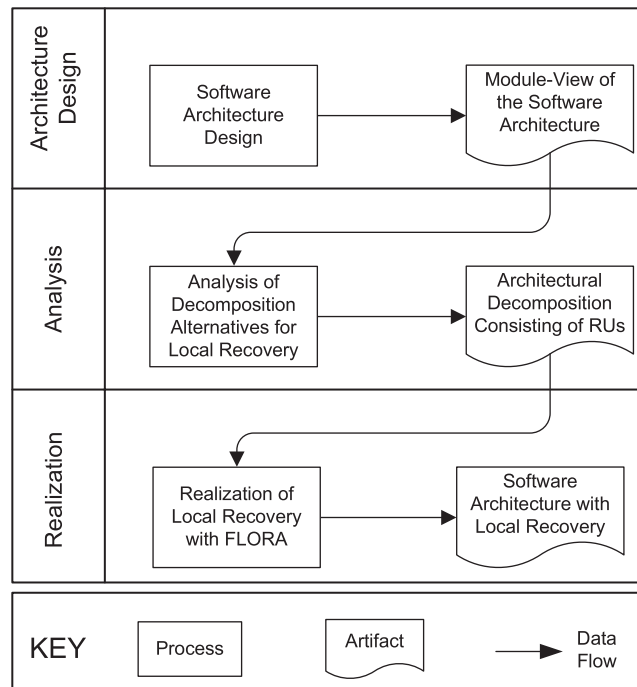 Architecture
Design
Software
Architecture
Design
Module-View of
the Software
Architecture
Analysis
Analysis of
Decomposition
Alternatives for
Local Recovery
Architectural
Decomposition
Consisting of RUs
Realization
Realization of
Local Recovery
with FLORA
Software
Architecture with
Local Recovery
KEY
Process
Artifact
Data
Flow